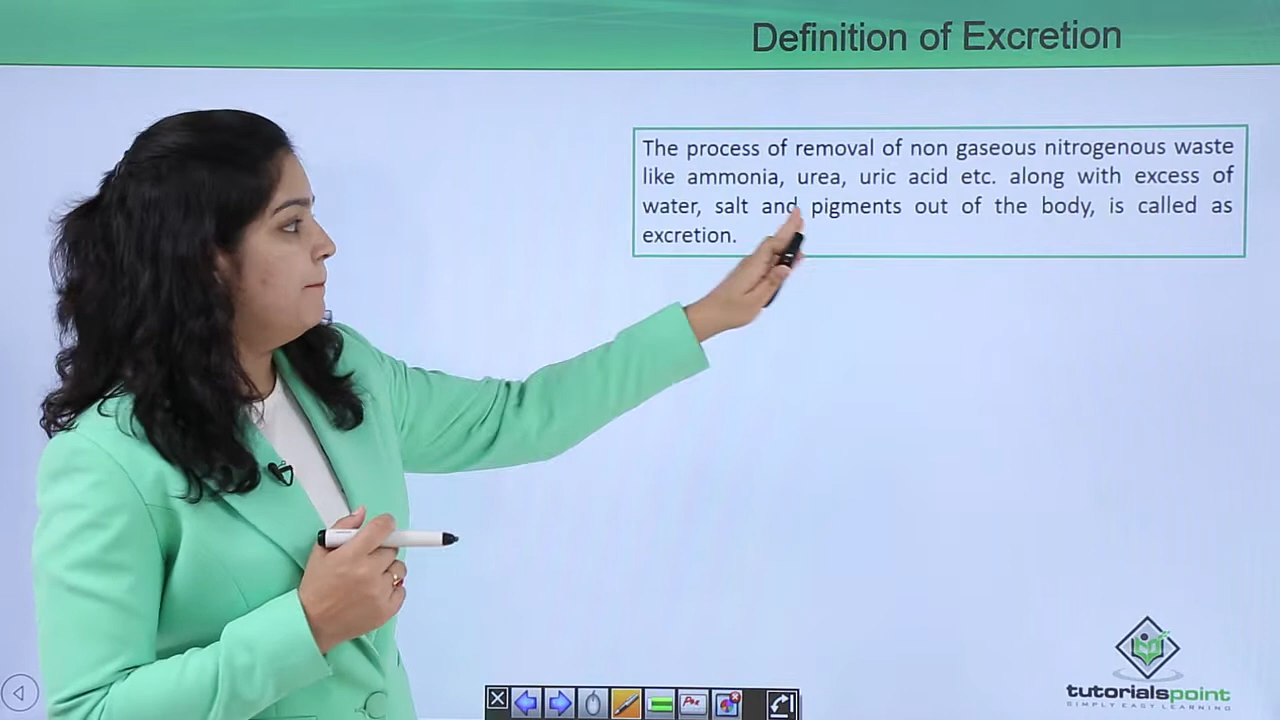 Definition of Excretion
The process of removal of non gaseous nitrogenous waste
like ammonia, urea, uric acid etc. along with excess of
water, salt and pigments out of the body, is called as
excretion.
tutorialspoint
SIMPLY EASY LEARNING